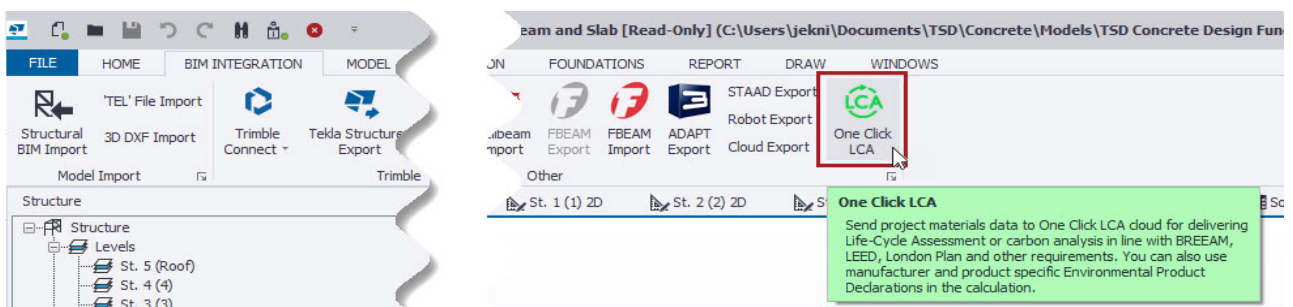 eam and Slab [Read-Only] (C:\Users\jekni\Documents\TSD\Concrete\Models\TSD Concrete Design Fun
FILE HOME BIM INTEGRATION MODEL
FOUNDATIONS REPORT DRAW WINDOWS
Structural
BIM Import
'TEL' File Import
3D DXF Import
Trimble
Connect
Tekla Structure
Export
Model Import
Trimble
FBEAM
Export
FBEAM
Import
ADAPT
Export
STAAD Export
Robot Export
Cloud Export
LCA
One Click
LCA
Other
Structure
St. 1 (1) 2D
St. 2 (2) 2D
Structure
Levels
St. 5 (Roof)
St. 4 (4)
St. 3 (3)
One Click LCA
Send project materials data to One Click LCA cloud for delivering
Life-Cycle Assessment or carbon analysis in line with BREEAM,
LEED, London Plan and other requirements. You can also use
manufacturer and product specific Environmental Product
Declarations in the calculation.